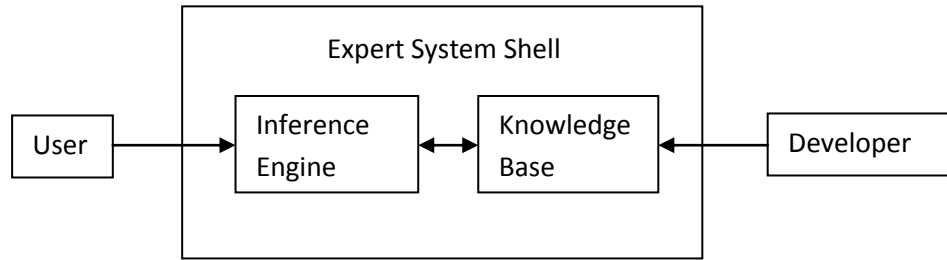 Expert System Shell
User
Inference
Engine
Knowledge
Base
Developer